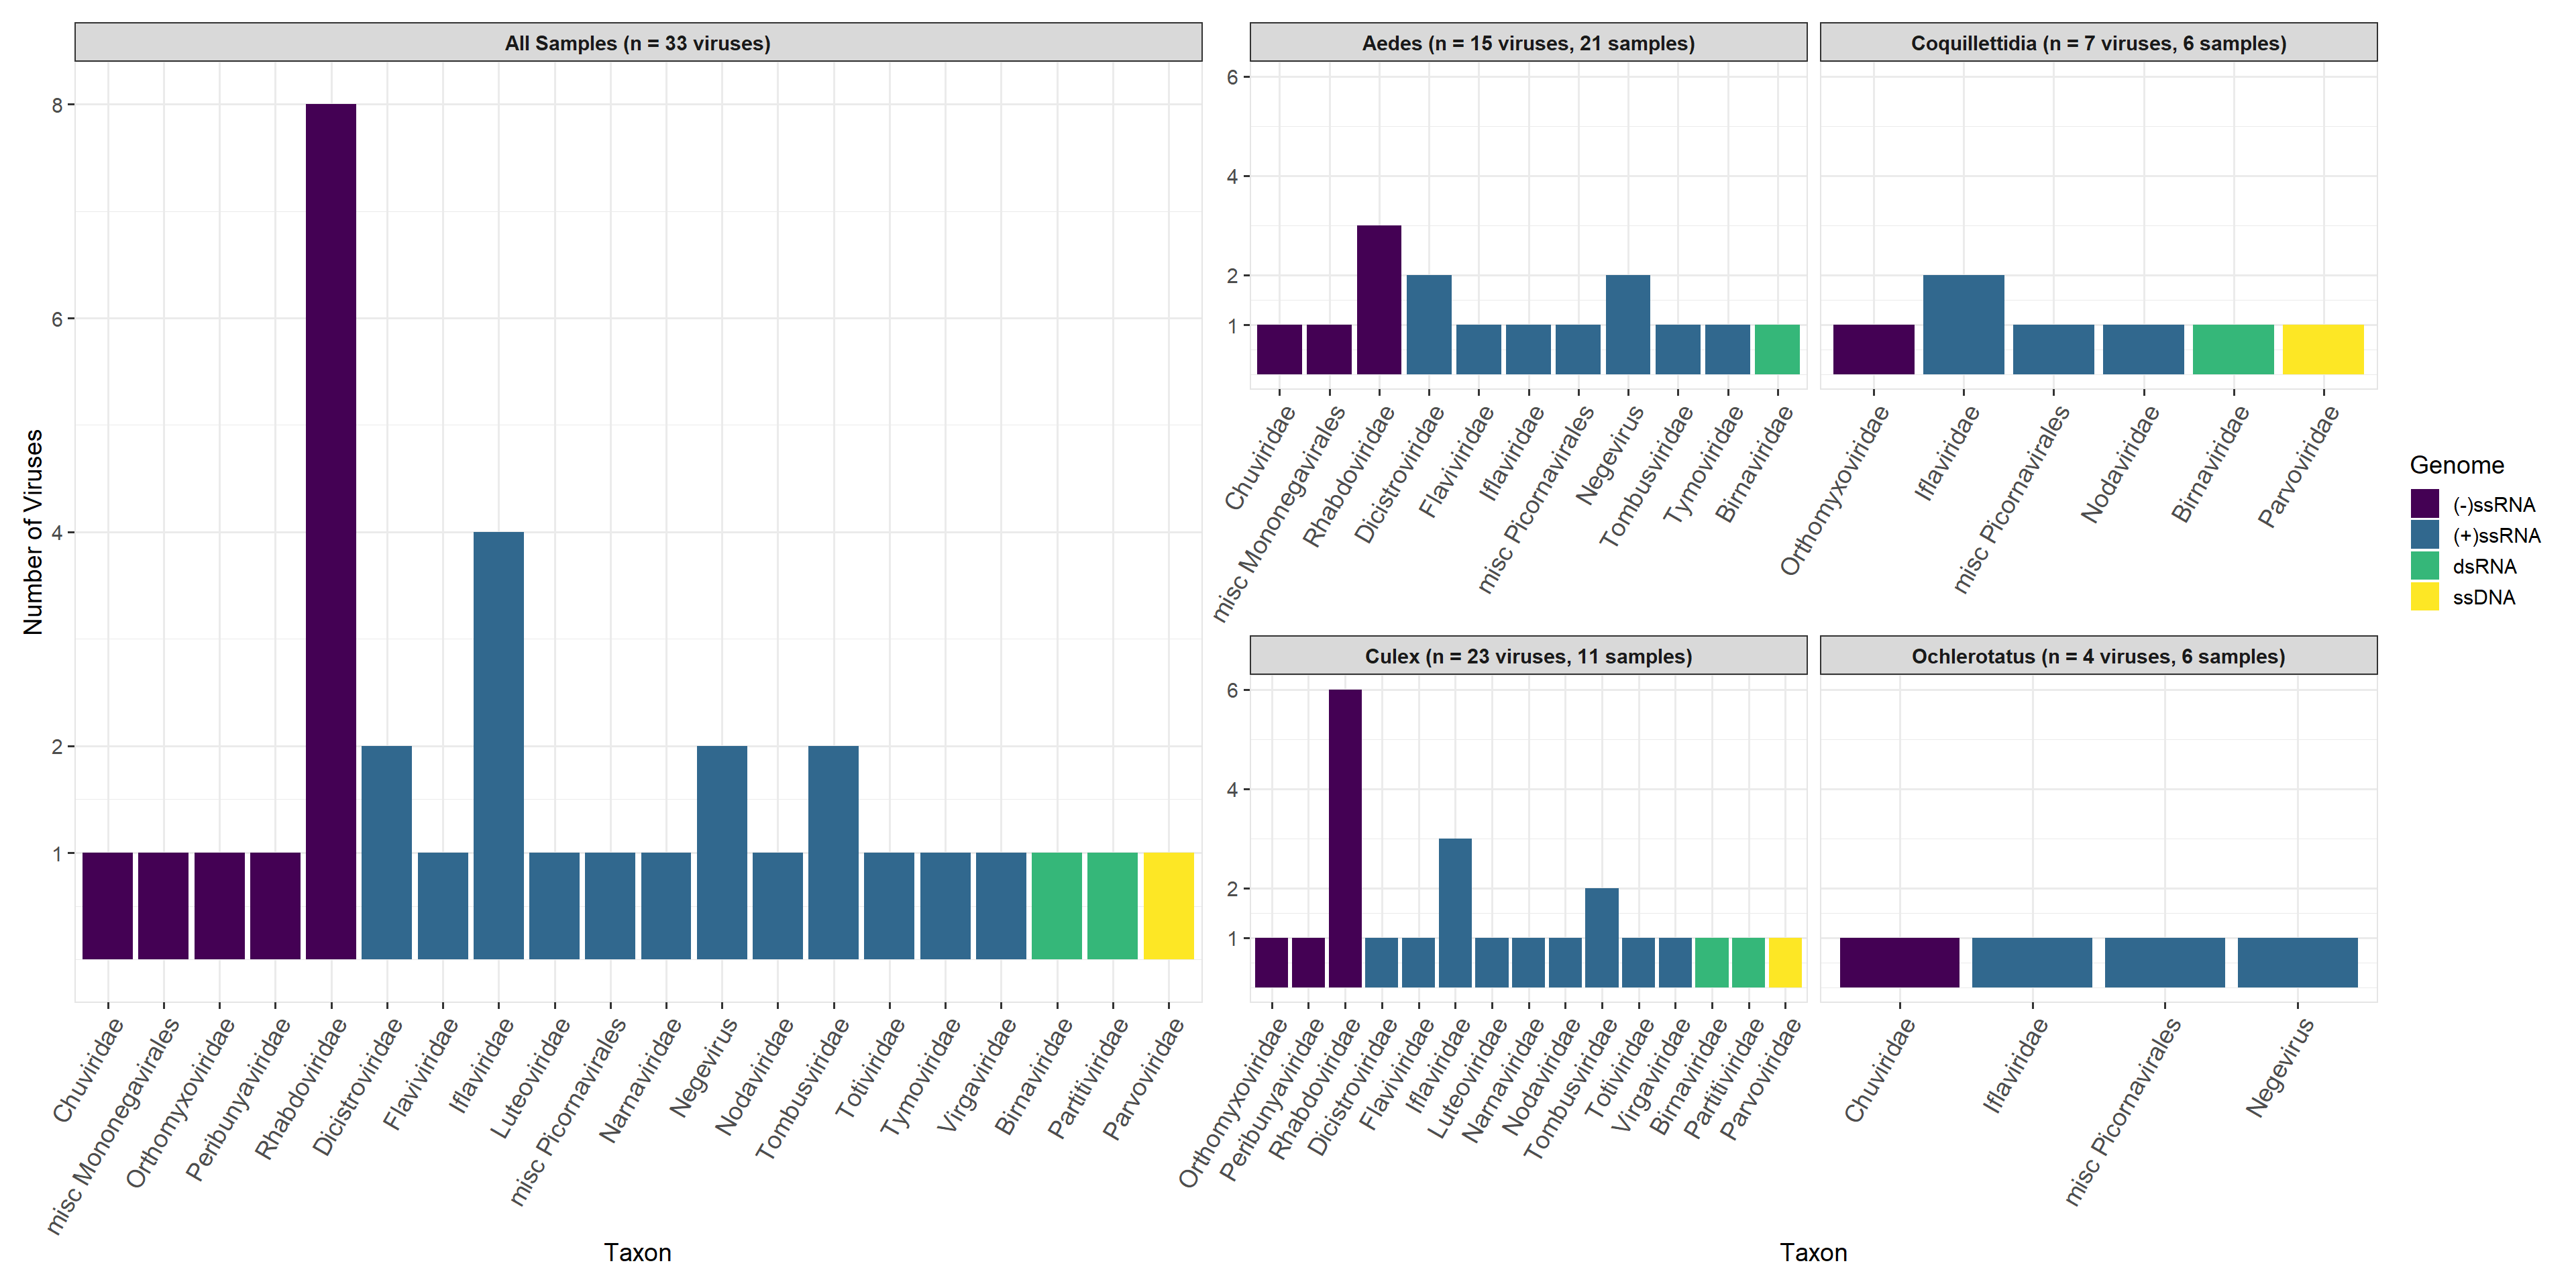 All Samples (n = 33 viruses)
Number of Viruses
8
6
4
2
1
Chuviridae
misc Mononegavirales
Orthomyxoviridae
Peribunyaviridae
Rhabdoviridae
Dicistroviridae
Flaviviridae
Iflaviridae
Luteoviridae
misc Picornavirales
Narnaviridae
Negevirus
Nodaviridae
Tombusviridae
Totiviridae
Tymoviridae
Virgaviridae
Birnaviridae
Partitiviridae
Parvoviridae
Taxon
Aedes (n = 15 viruses, 21 samples)
6
4
2
1
Chuviridae
misc Mononegavirales
Rhabdoviridae
Dicistroviridae
Flaviviridae
Iflaviridae
misc Picornavirales
Negevirus
Tombusviridae
Tymoviridae
Birnaviridae
Coquillettidia (n = 7 viruses, 6 samples)
Orthomyxoviridae
Iflaviridae
misc Picornavirales
Nodaviridae
Birnaviridae
Parvoviridae
Culex (n = 23 viruses, 11 samples)
6
4
2
1
Orthomyxoviridae
Peribunyaviridae
Rhabdoviridae
Dicistroviridae
Flaviviridae
Iflaviridae
Luteoviridae
Narnaviridae
Nodaviridae
Tombusviridae
Totiviridae
Virgaviridae
Birnaviridae
Partitiviridae
Parvoviridae
Ochlerotatus (n = 4 viruses, 6 samples)
Chuviridae
Iflaviridae
misc Picornavirales
Negevirus
Taxon
Genome
(-)ssRNA
(+)ssRNA
dsRNA
ssDNA